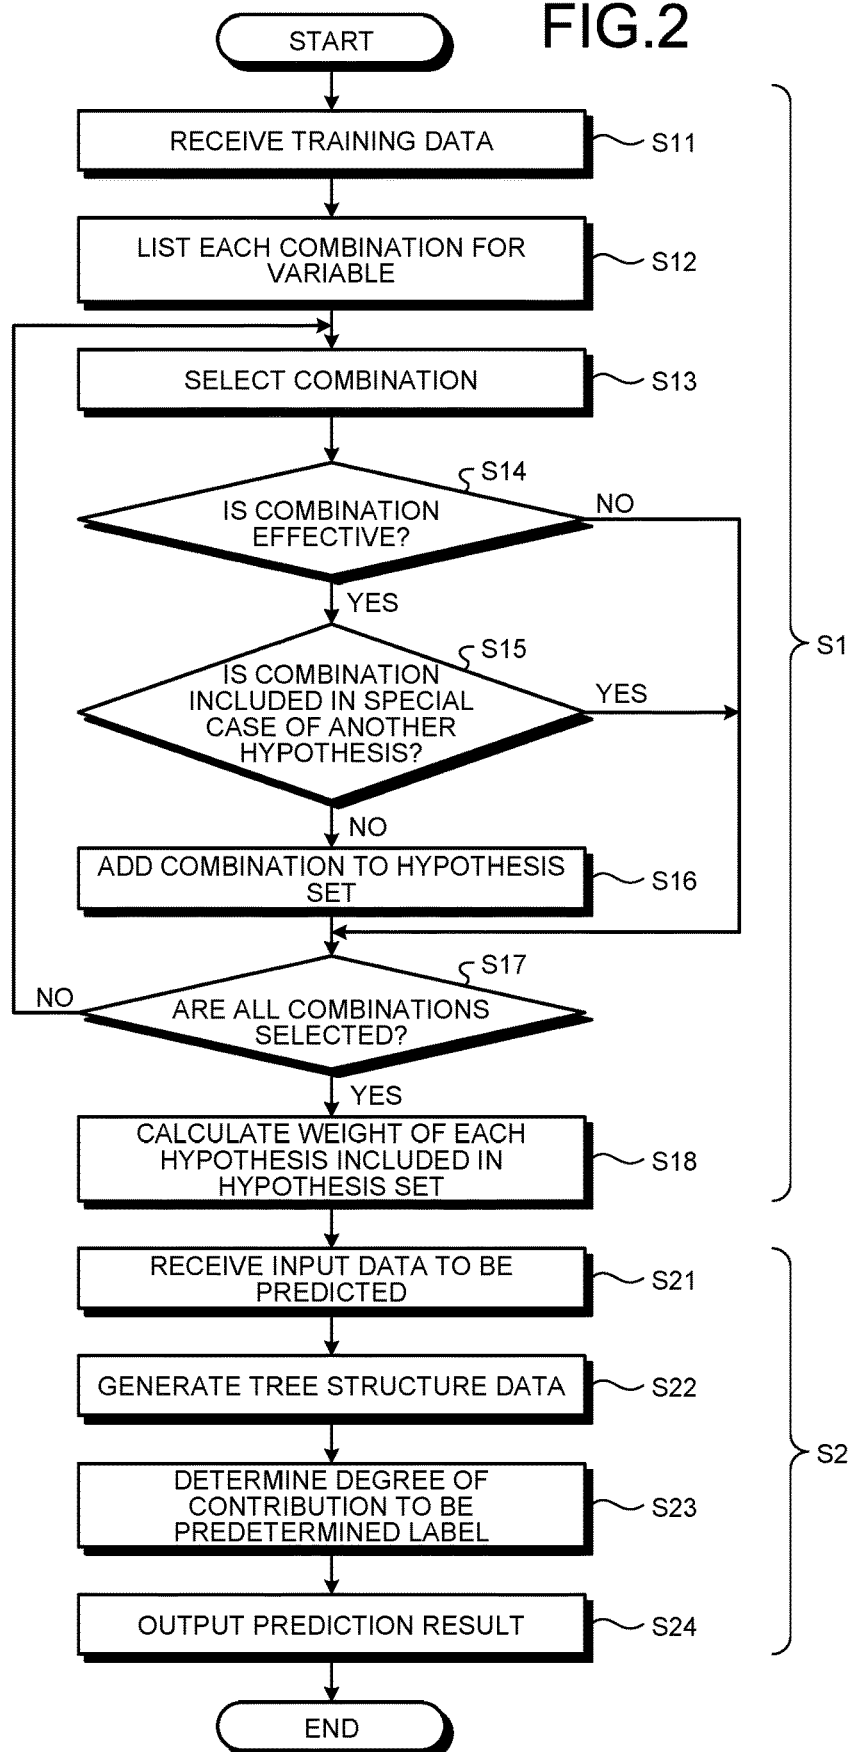 FIG.2
START
RECEIVE TRAINING DATA
S11
LIST EACH COMBINATION FOR
VARIABLE
S12
SELECT COMBINATION
S13
S14
IS COMBINATION
EFFECTIVE?
NO
YES
S15
IS COMBINATION
INCLUDED IN SPECIAL
CASE OF ANOTHER
HYPOTHESIS?
YES
NO
S1
ADD COMBINATION TO HYPOTHESIS
SET
S16
S17
ARE ALL COMBINATIONS
SELECTED?
NO
YES
CALCULATE WEIGHT OF EACH
HYPOTHESIS INCLUDED IN
HYPOTHESIS SET
S18
RECEIVE INPUT DATA TO BE
PREDICTED
S21
GENERATE TREE STRUCTURE DATA
S22
S2
DETERMINE DEGREE OF
CONTRIBUTION TO BE
PREDETERMINED LABEL
S23
OUTPUT PREDICTION RESULT
S24
END